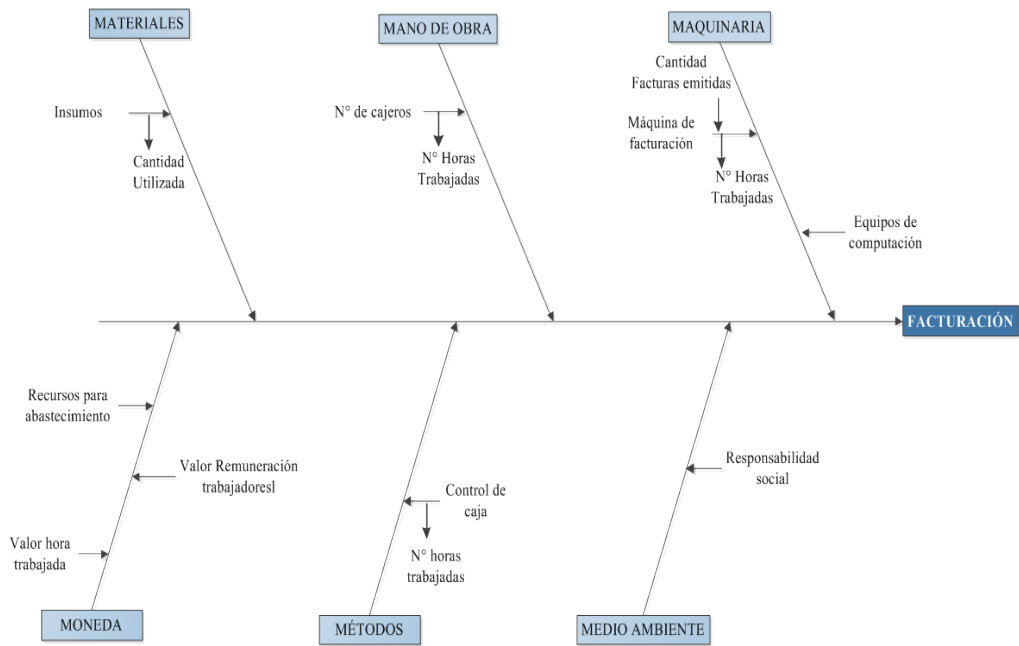 MATERIALES
MANO DE OBRA
MAQUINARIA
Insumos
Cantidad
Utilizada
N° de cajeros
N° Horas
Trabajadas
Cantidad
Facturas emitidas
Máquina de
facturación
N° Horas
Trabajadas
Equipos de
computación
FACTURACIÓN
Recursos para
abastecimiento
Valor Remuneración
trabajadoresl
Valor hora
trabajada
Control de
caja
N° horas
trabajadas
Responsabilidad
social
MONEDA
MÉTODOS
MEDIO AMBIENTE